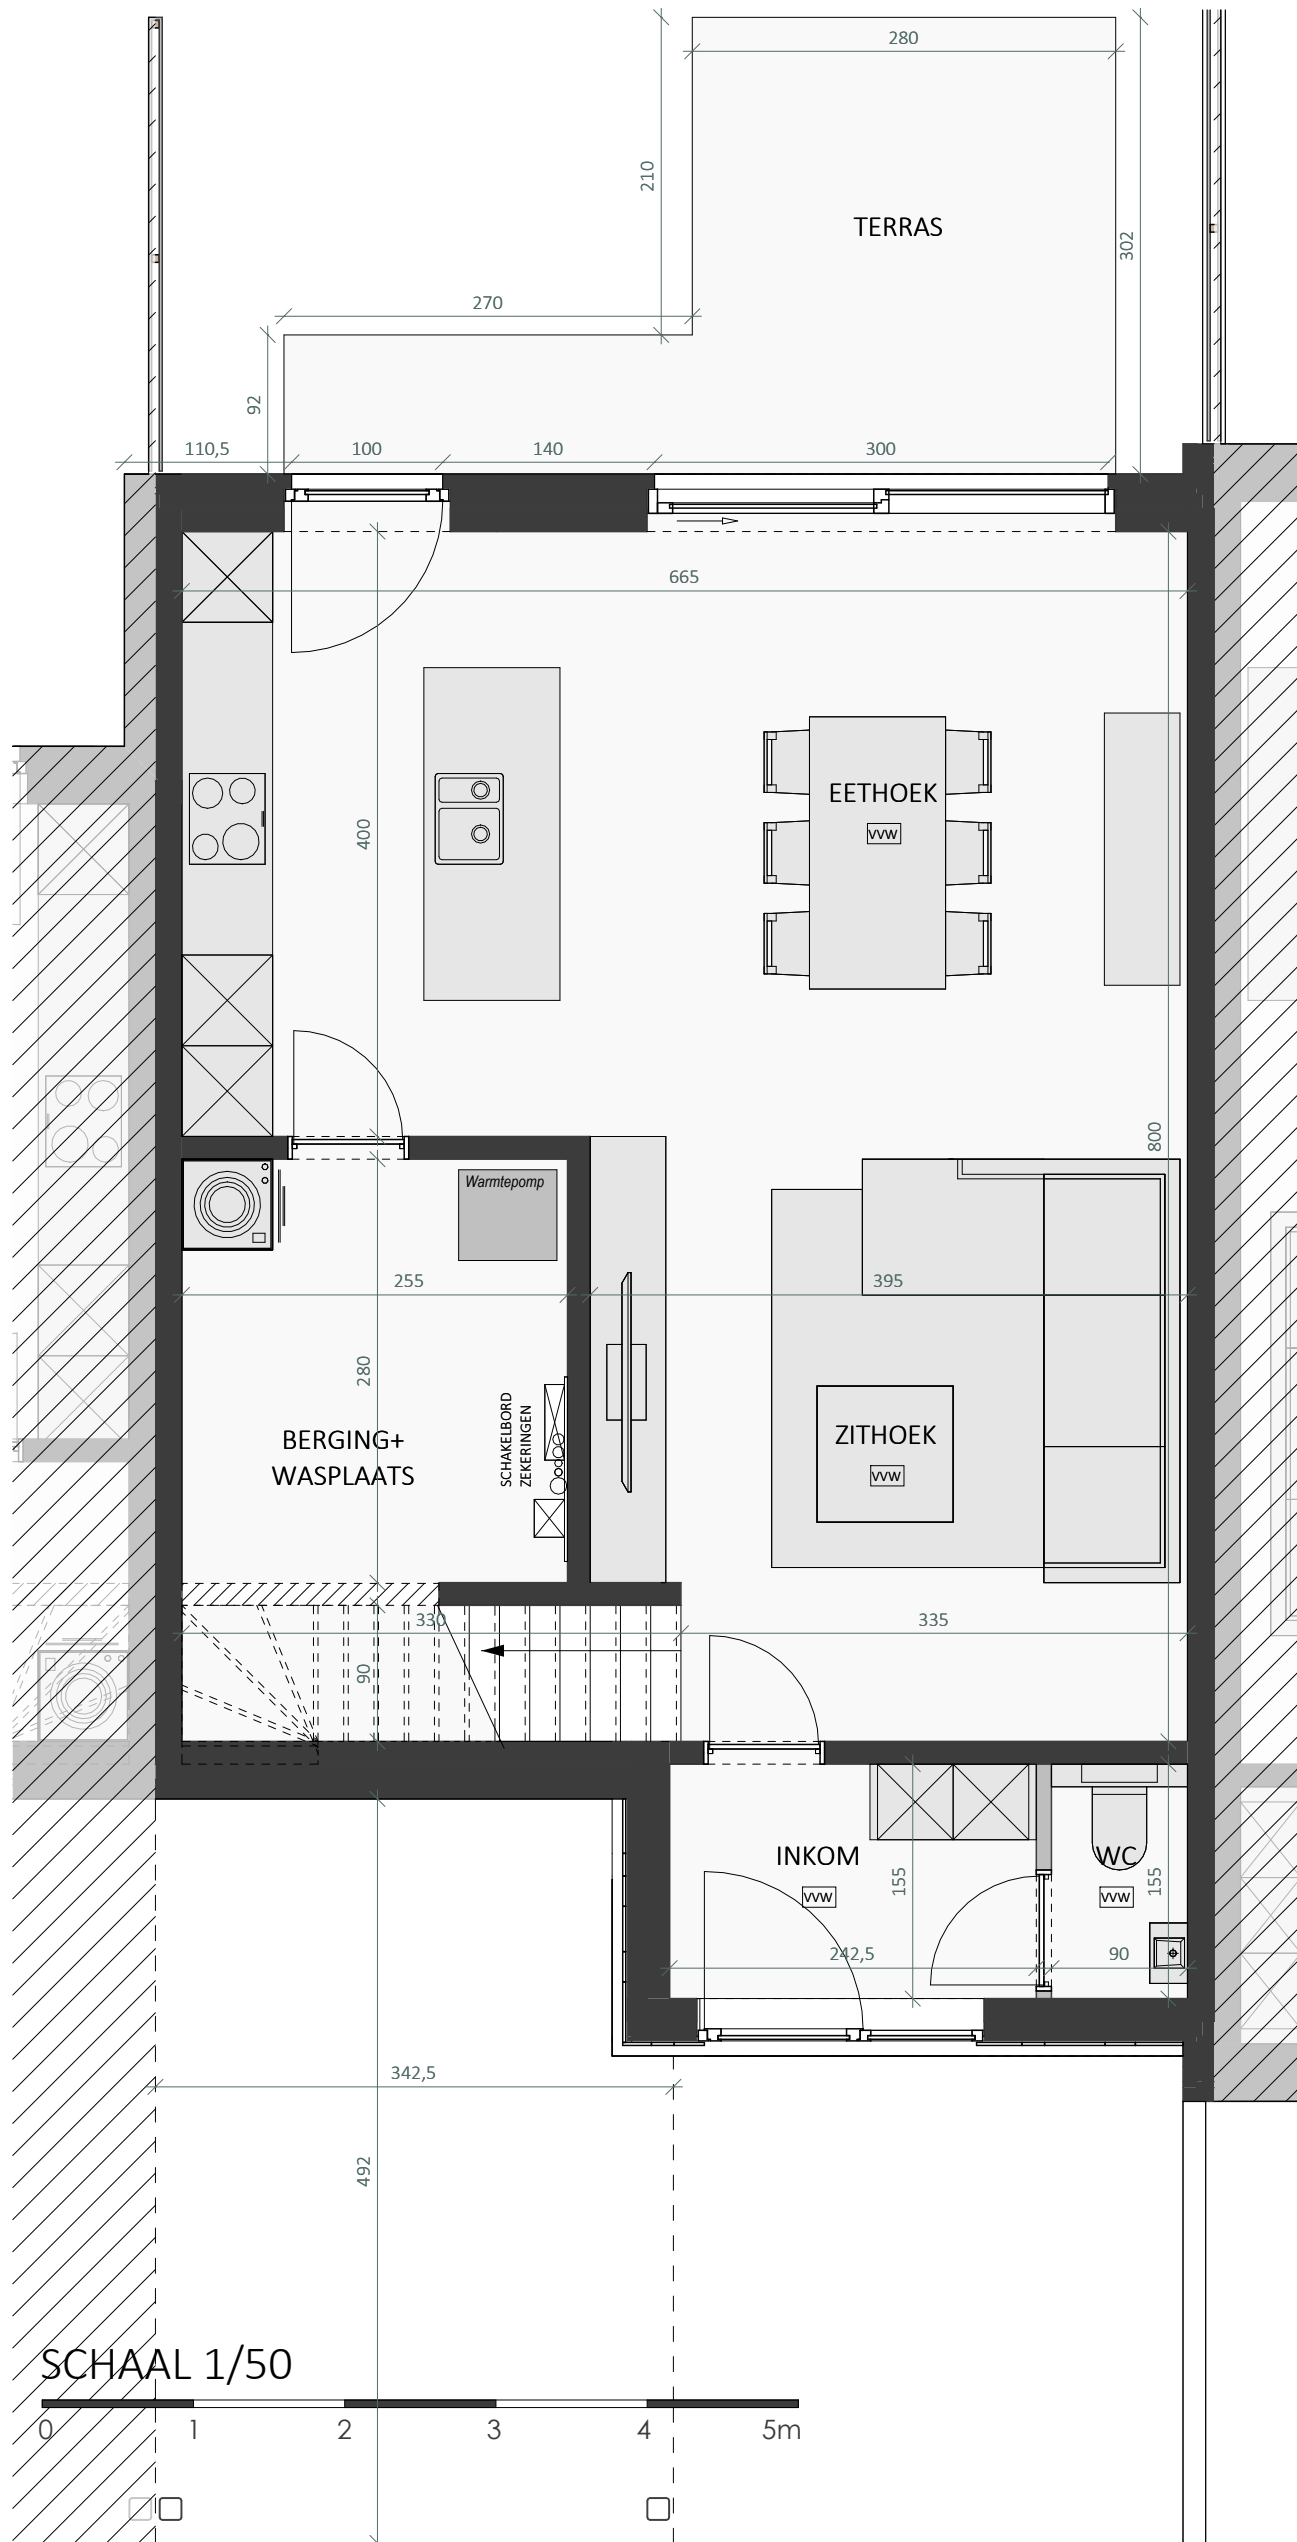 280
210
TERRAS
302
270
92
110,5
100
140
300
665
EETHOEK
VVW
400
800
Warmtepomp
255
395
280
SCHAKELBORD
ZEKERINGEN
BERGING+
WASPLAATS
ZITHOEK
VVW
330
335
90
INKOM
WC
VVW
155
VVW
155
242,5
90
342,5
492
SCHAAL 1/50
0 1 2 3 4 5m